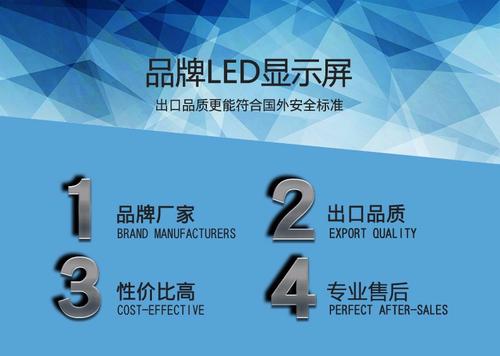 品牌LED显示屏
出口品质更能符合国外安全标准
1 品牌厂家
BRAND MANUFACTURERS
2 出口品质
EXPORT QUALITY
3 性价比高
COST-EFFECTIVE
4 专业售后
PERFECT AFTER-SALES